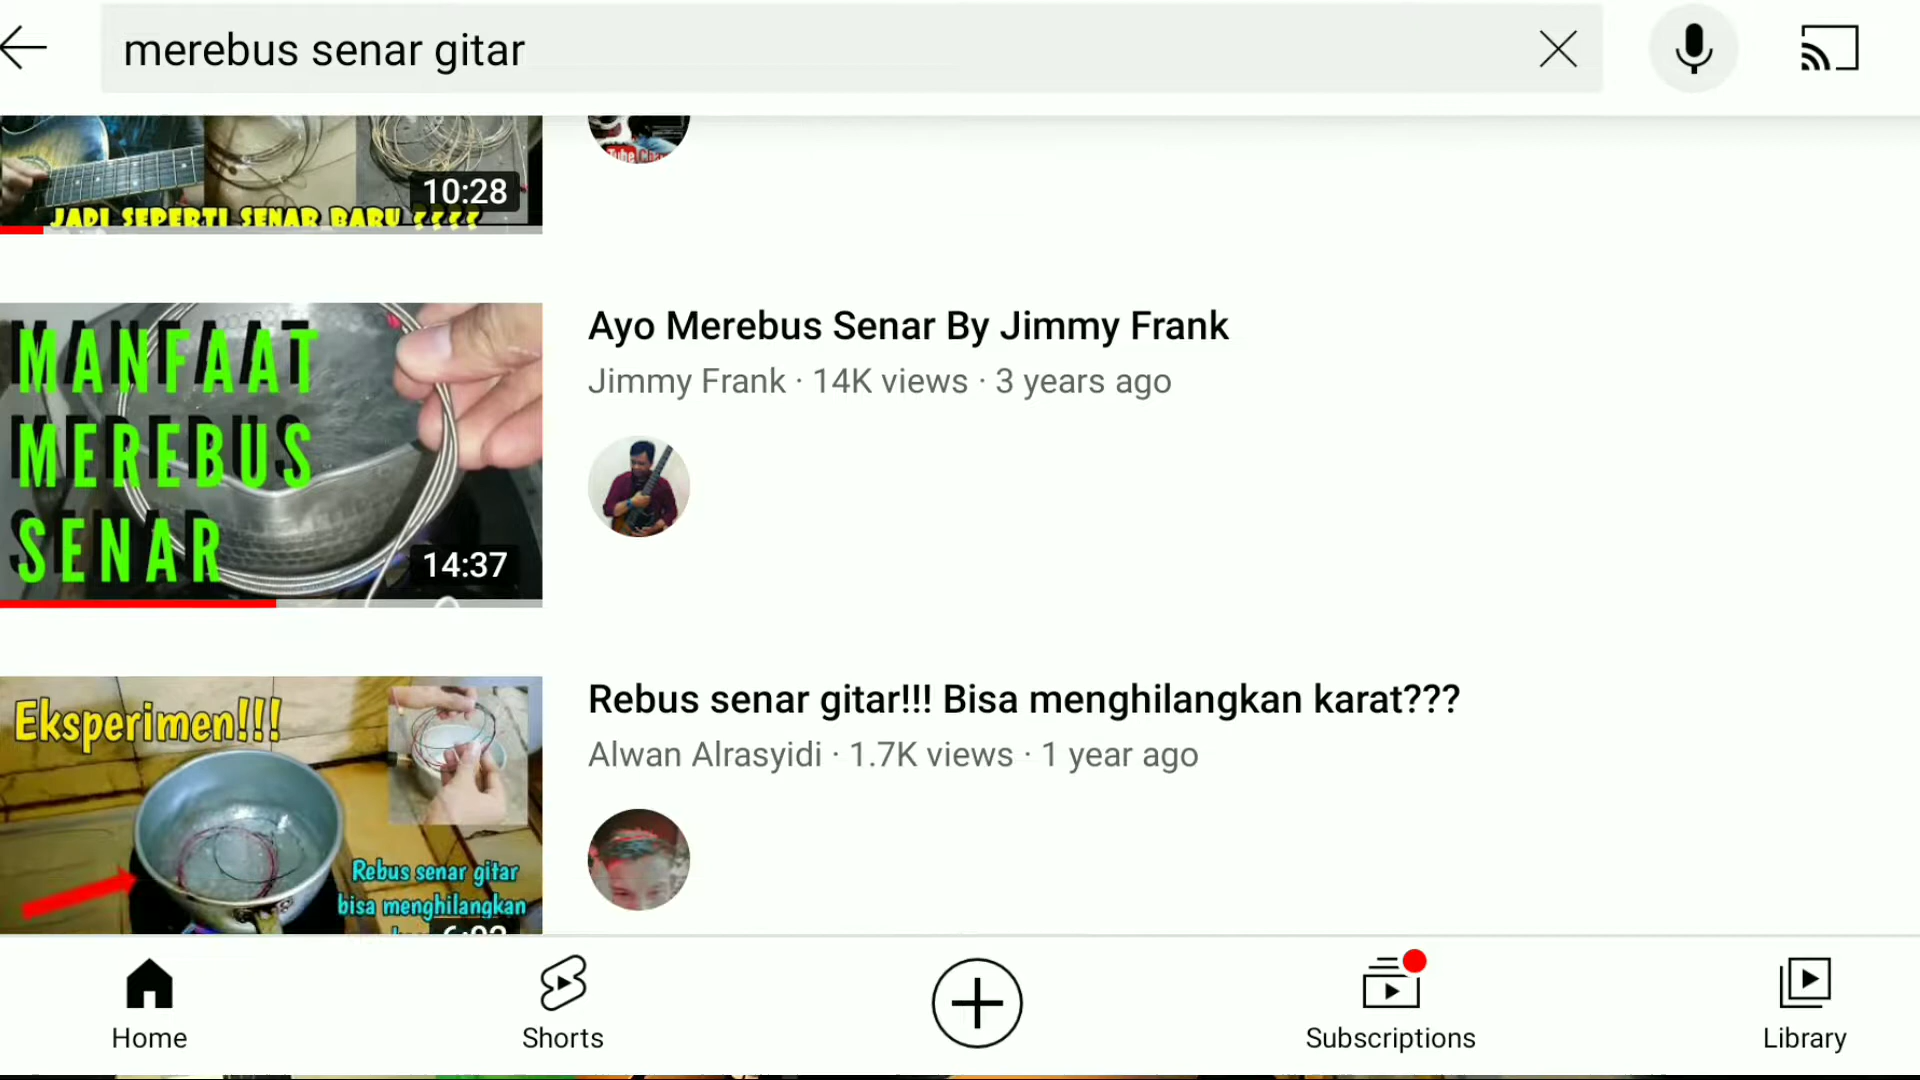 merebus senar gitar
10:28
JADI SEPERTI SENAR BARU ????
MANFAAT
MEREBUS
SENAR
14:37
Ayo Merebus Senar By Jimmy Frank
Jimmy Frank · 14K views · 3 years ago
Eksperimen!!!
Rebus senar gitar
bisa menghilangkan
Rebus senar gitar!!! Bisa menghilangkan karat???
Alwan Alrasyidi · 1.7K views · 1 year ago
Home
Shorts
Subscriptions
Library